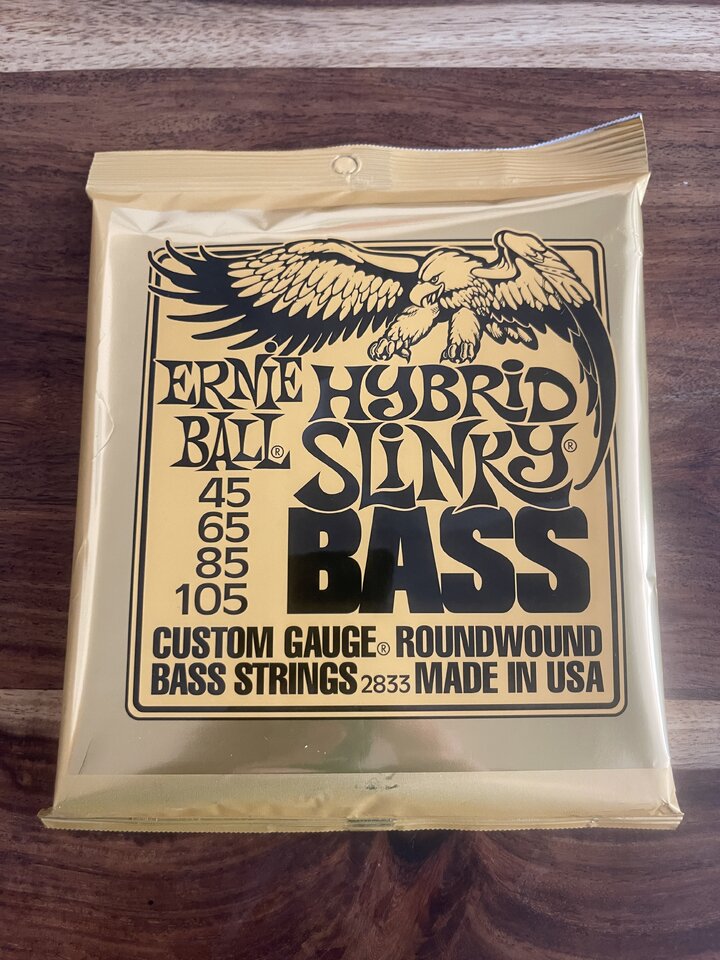 ERNiE
BALL®
HYBRiD
SLiNKY®
BASS
45
65
85
105
CUSTOM GAUGE® ROUNDWOUND
BASS STRINGS 2833 MADE IN USA